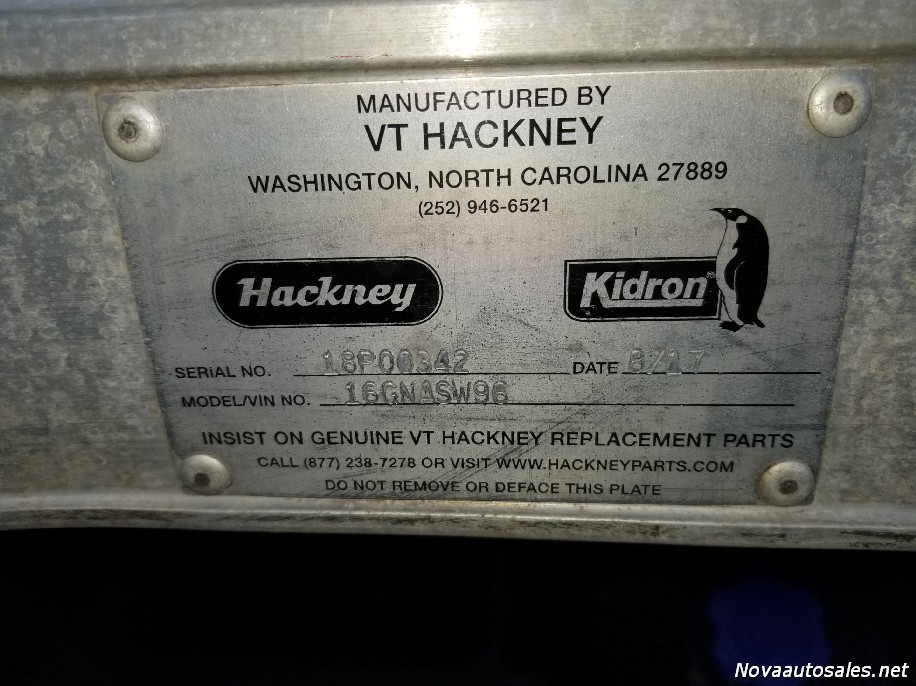 MANUFACTURED BY
VT HACKNEY
WASHINGTON, NORTH CAROLINA 27889
(252) 946-6521
Hackney
Kidron®
SERIAL NO. 18P00342 DATE 8/17
MODEL/VIN NO. 16GNASW96
INSIST ON GENUINE VT HACKNEY REPLACEMENT PARTS
CALL (877) 238-7278 OR VISIT WWW.HACKNEYPARTS.COM
DO NOT REMOVE OR DEFACE THIS PLATE
Novaautosales.net